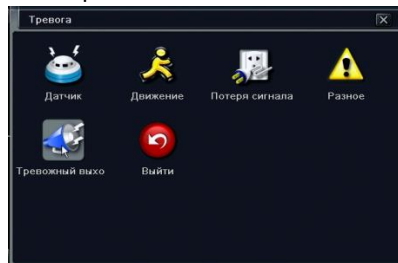 Тревога
Датчик Движение Потеря сигнала Разное
Тревожный выхо Выйти